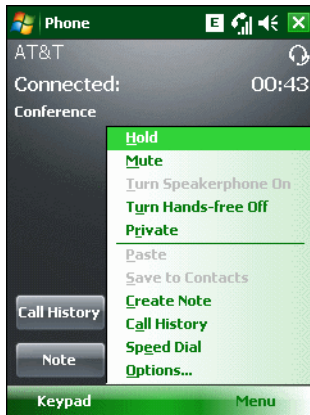 Phone
E
AT&T
Connected: 00:43
Conference
Hold
Mute
Turn Speakerphone On
Turn Hands-free Off
Private
Paste
Save to Contacts
Create Note
Call History
Speed Dial
Options...
Call History
Note
Keypad Menu